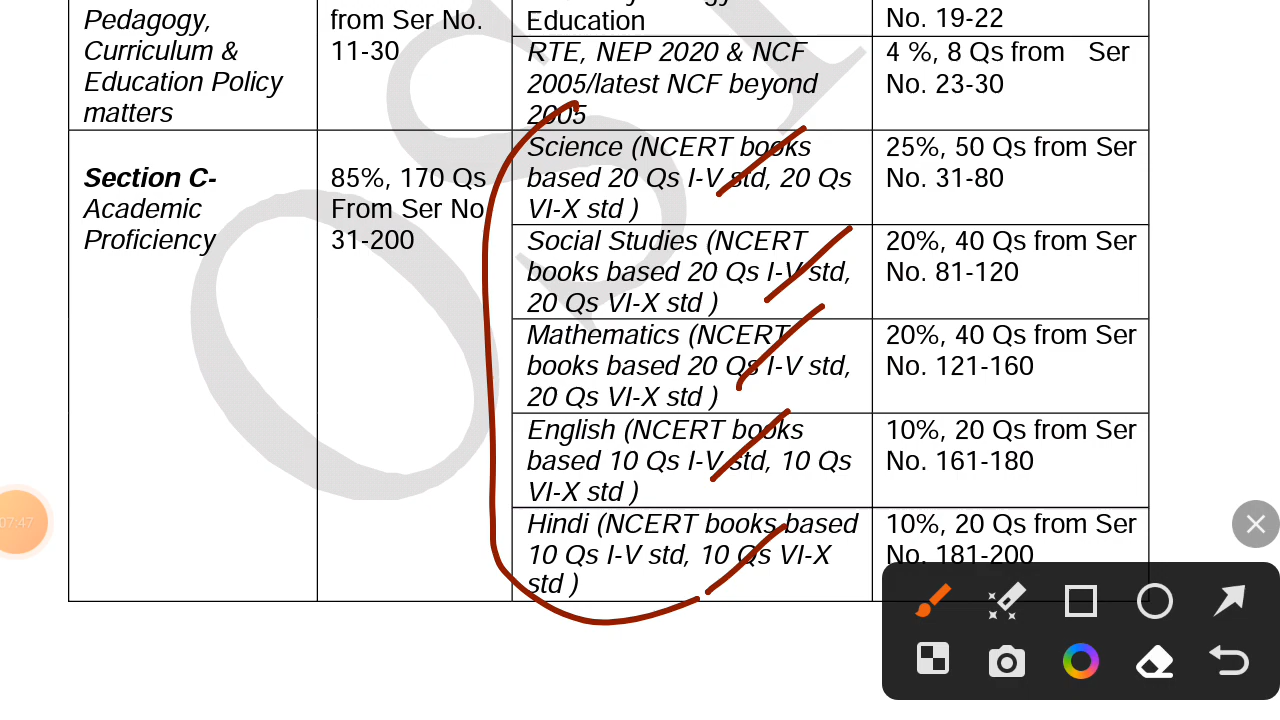 Pedagogy,
Curriculum &
Education Policy
matters
from Ser No.
11-30
Education
No. 19-22
RTE, NEP 2020 & NCF
2005/latest NCF beyond
2005
4 %, 8 Qs from Ser
No. 23-30
Section C-
Academic
Proficiency
85%, 170 Qs
From Ser No
31-200
Science (NCERT books
based 20 Qs I-V std, 20 Qs
VI-X std )
25%, 50 Qs from Ser
No. 31-80
Social Studies (NCERT
books based 20 Qs I-V std,
20 Qs VI-X std )
20%, 40 Qs from Ser
No. 81-120
Mathematics (NCERT
books based 20 Qs I-V std,
20 Qs VI-X std )
20%, 40 Qs from Ser
No. 121-160
English (NCERT books
based 10 Qs I-V std, 10 Qs
VI-X std )
10%, 20 Qs from Ser
No. 161-180
Hindi (NCERT books based
10 Qs I-V std, 10 Qs VI-X
std )
10%, 20 Qs from Ser
No. 181-200
07:47